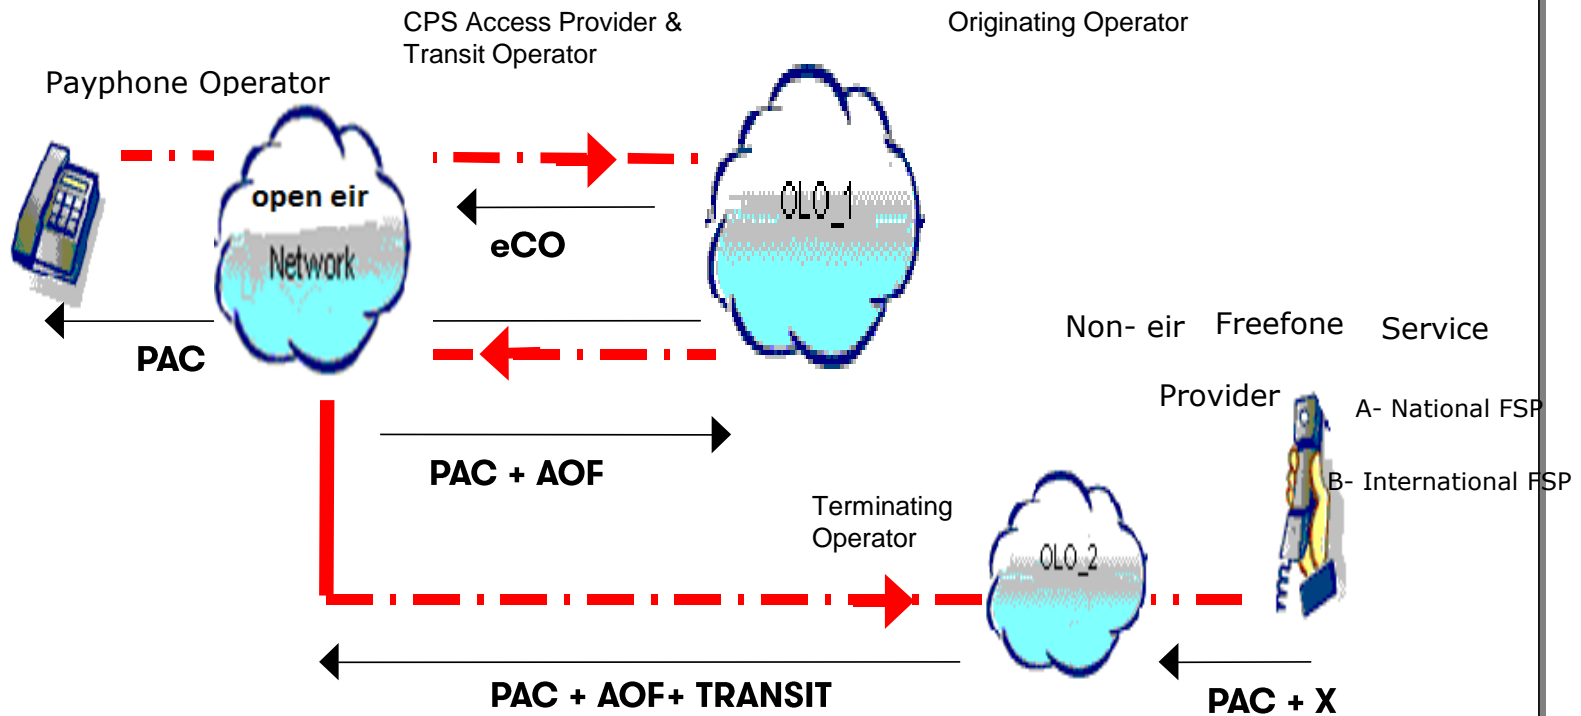 CPS Access Provider &
Transit Operator
Originating Operator
Payphone Operator
open eir
Network
OLO_1
eCO
PAC
Non- eir Freefone Service
Provider
A- National FSP
B- International FSP
PAC + AOF
Terminating
Operator
OLO_2
PAC + AOF+ TRANSIT
PAC + X